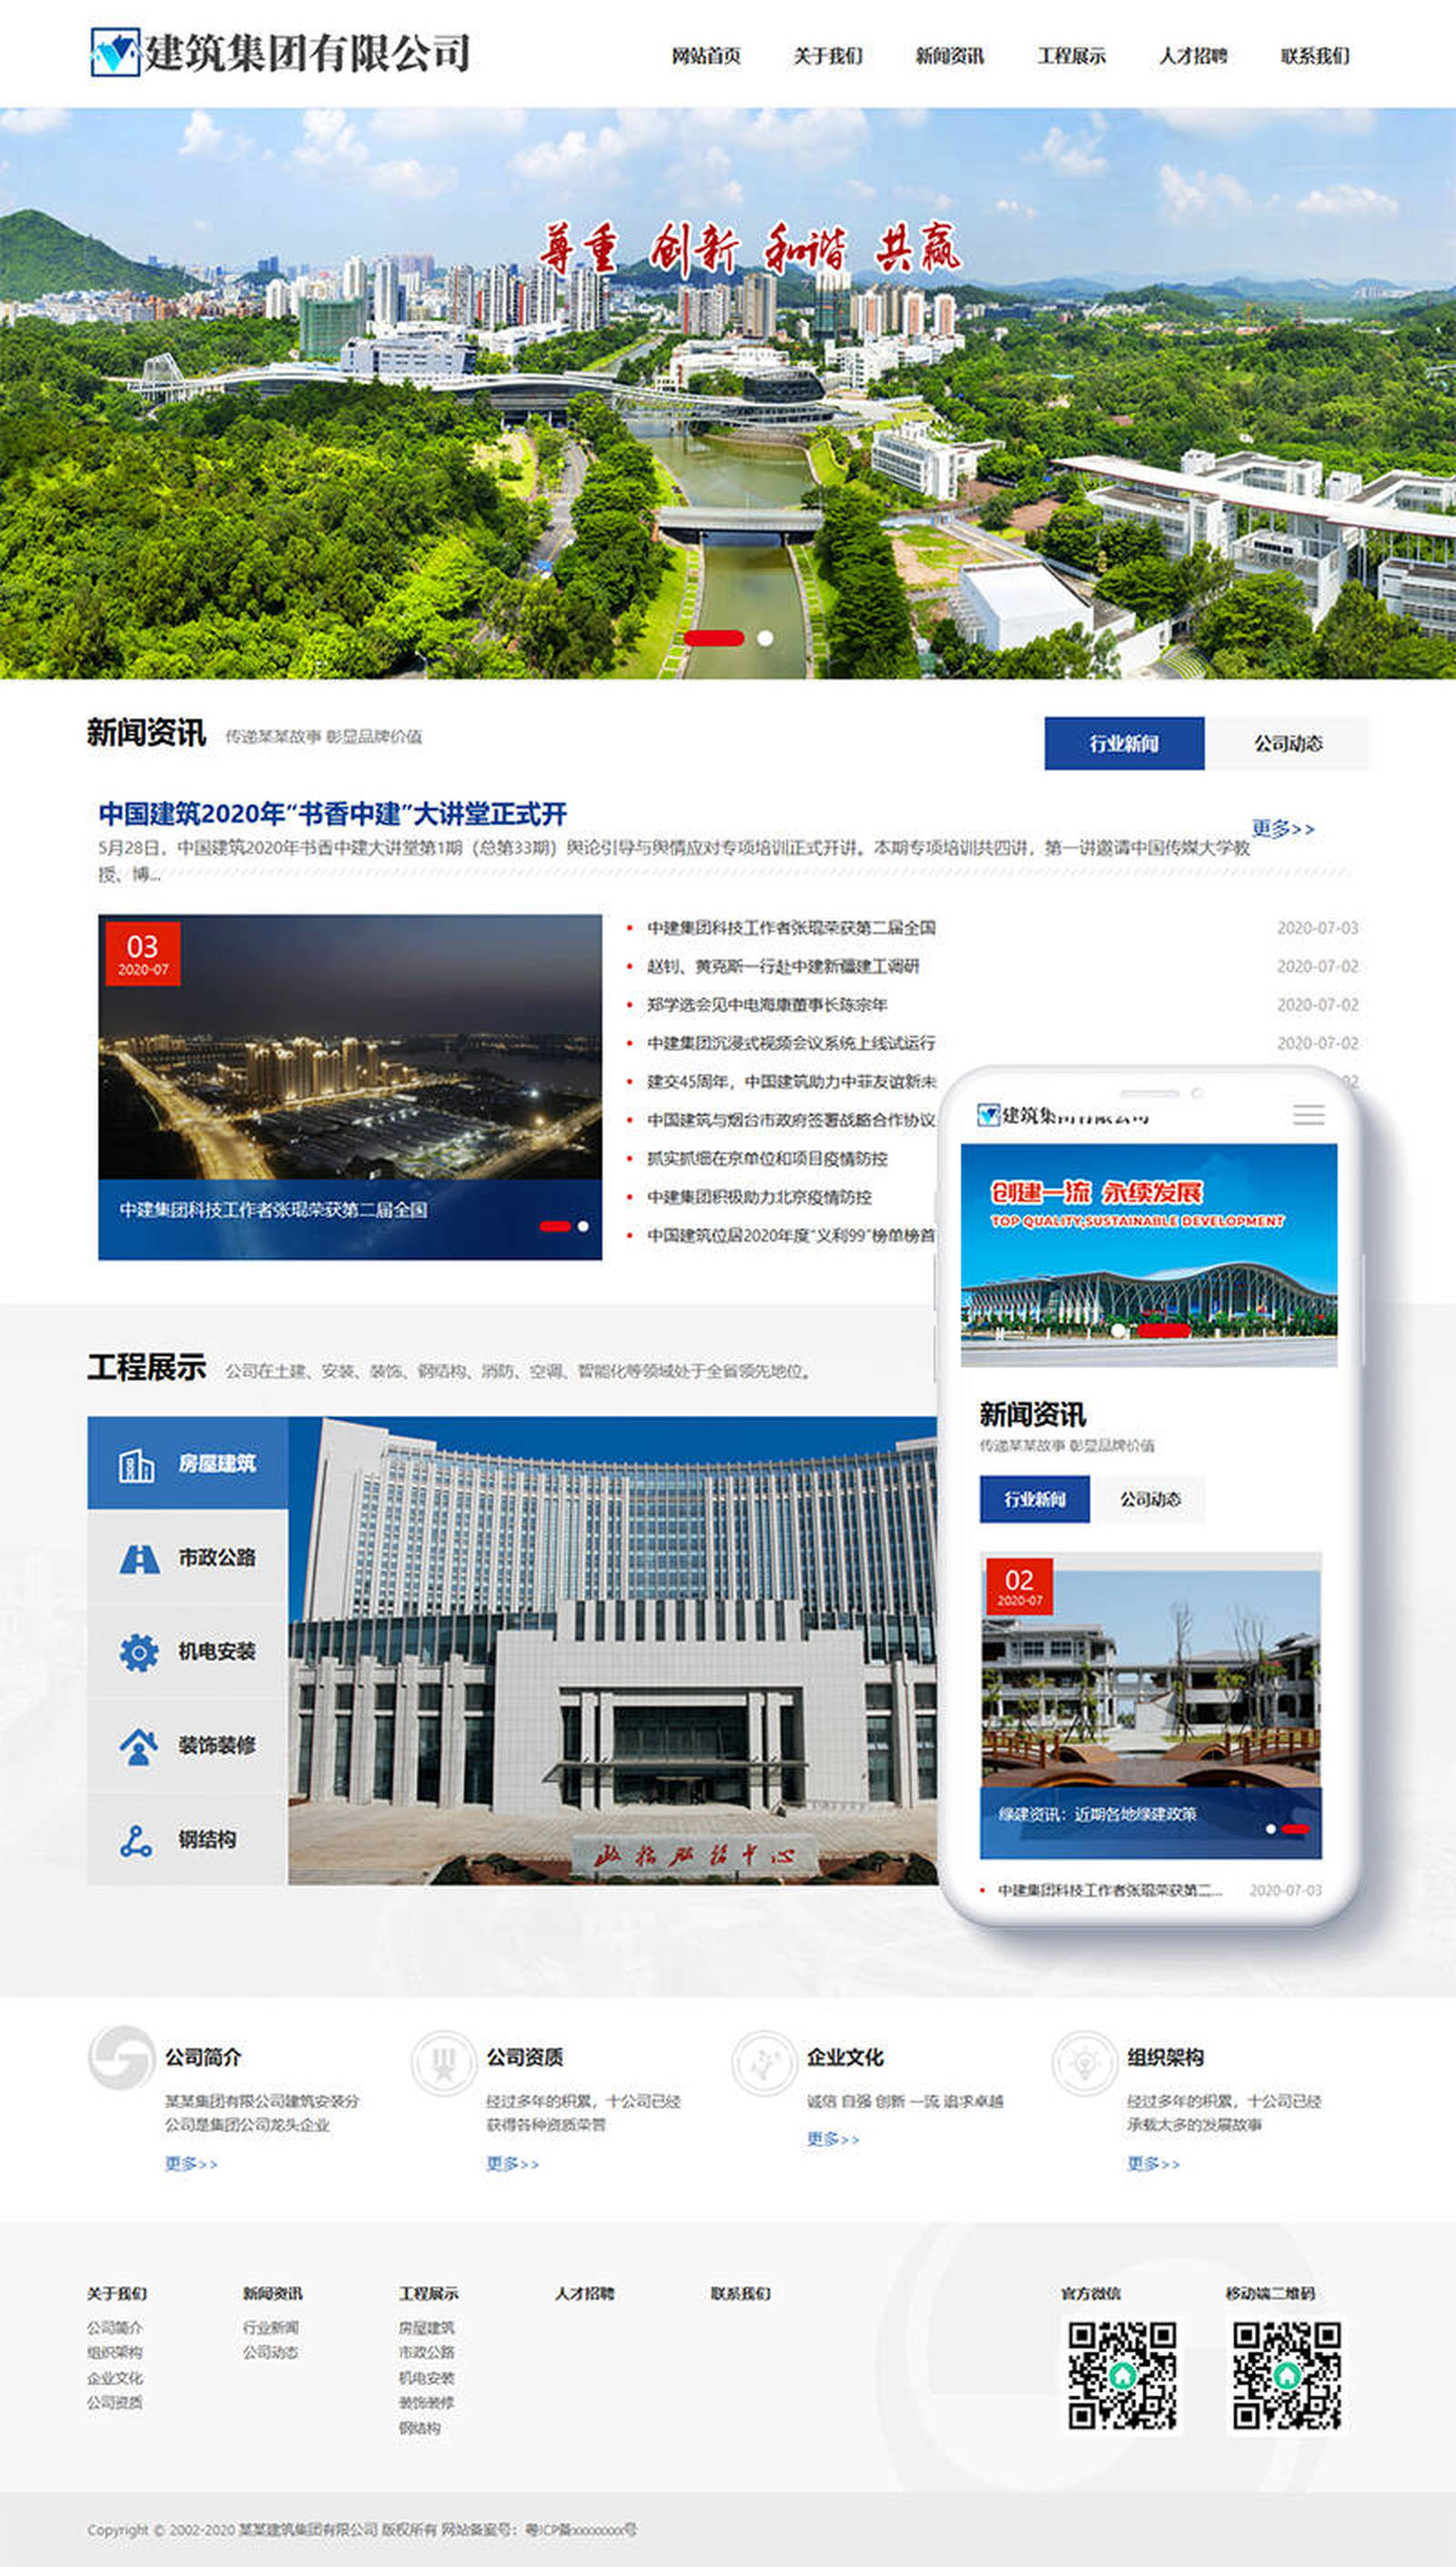 建筑集团有限公司
网站首页 关于我们 新闻资讯 工程展示 人才招聘 联系我们
尊重 创新 和谐 共赢
新闻资讯 传递某某故事 彰显品牌价值
行业新闻 公司动态
中国建筑2020年“书香中建”大讲堂正式开
更多>>
5月28日，中国建筑2020年书香中建大讲堂第1期（总第33期）舆论引导与舆情应对专项培训正式开讲。本期专项培训共四讲，第一讲邀请中国传媒大学教
授、博...
03
2020-07
中建集团科技工作者张琨荣获第二届全国
中建集团科技工作者张琨荣获第二届全国 2020-07-03
赵钊、黄克斯一行赴中建新疆建工调研 2020-07-02
郑学选会见中电海康董事长陈宗年 2020-07-02
中建集团沉浸式视频会议系统上线试运行 2020-07-02
建交45周年，中国建筑助力中菲友谊新未 02
中国建筑与烟台市政府签署战略合作协议
抓实抓细在京单位和项目疫情防控
中建集团积极助力北京疫情防控
中国建筑位居2020年度“义利99”榜单榜首
工程展示 公司在土建、安装、装饰、钢结构、消防、空调、智能化等领域处于全省领先地位。
房屋建筑
市政公路
机电安装
装饰装修
钢结构
政务服务中心
建筑集团有限公司
创建一流 永续发展
TOP QUALITY,SUSTAINABLE DEVELOPMENT
新闻资讯
传递某某故事 彰显品牌价值
行业新闻 公司动态
02
2020-07
绿建资讯：近期各地绿建政策
中建集团科技工作者张琨荣获第二... 2020-07-03
公司简介
某某集团有限公司建筑安装分
公司是集团公司龙头企业
更多>>
公司资质
经过多年的积累，十公司已经
获得各种资质荣誉
更多>>
企业文化
诚信 自强 创新 一流 追求卓越
更多>>
组织架构
经过多年的积累，十公司已经
承载太多的发展故事
更多>>
关于我们
公司简介
组织架构
企业文化
公司资质
新闻资讯
行业新闻
公司动态
工程展示
房屋建筑
市政公路
机电安装
装饰装修
钢结构
人才招聘
联系我们
官方微信
移动端二维码
Copyright © 2002-2020 某某建筑集团有限公司 版权所有 网站备案号：粤ICP备xxxxxxxx号